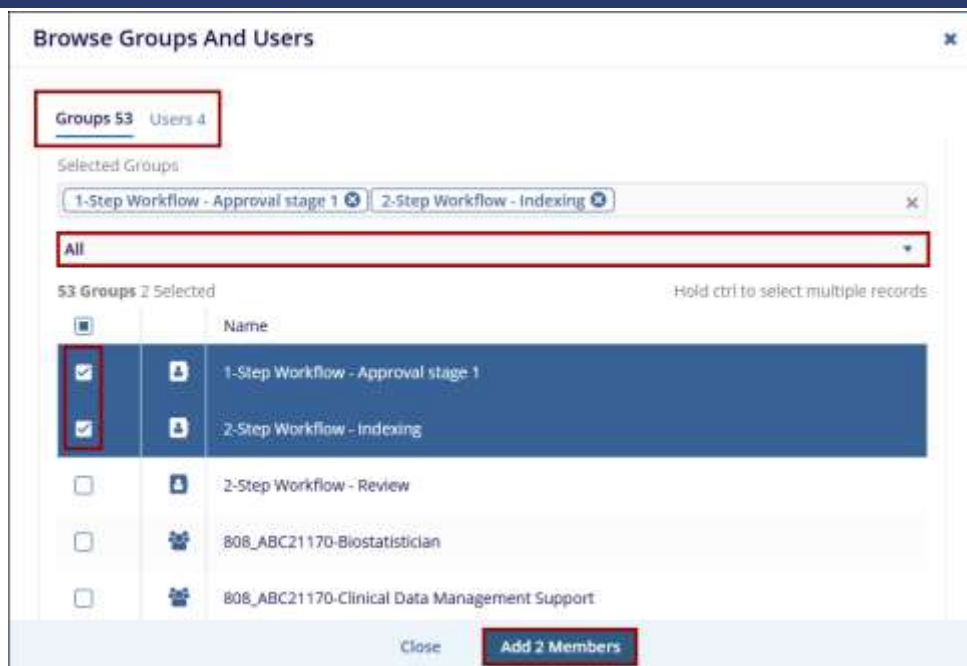 Browse Groups And Users
Groups 53 Users 4
Selected Groups
1-Step Workflow - Approval stage 1 2-Step Workflow - Indexing
All
53 Groups 2 Selected Hold ctrl to select multiple records
Name
1-Step Workflow - Approval stage 1
2-Step Workflow - Indexing
2-Step Workflow - Review
808_ABC21170-Biostatistician
808_ABC21170-Clinical Data Management Support
Close Add 2 Members